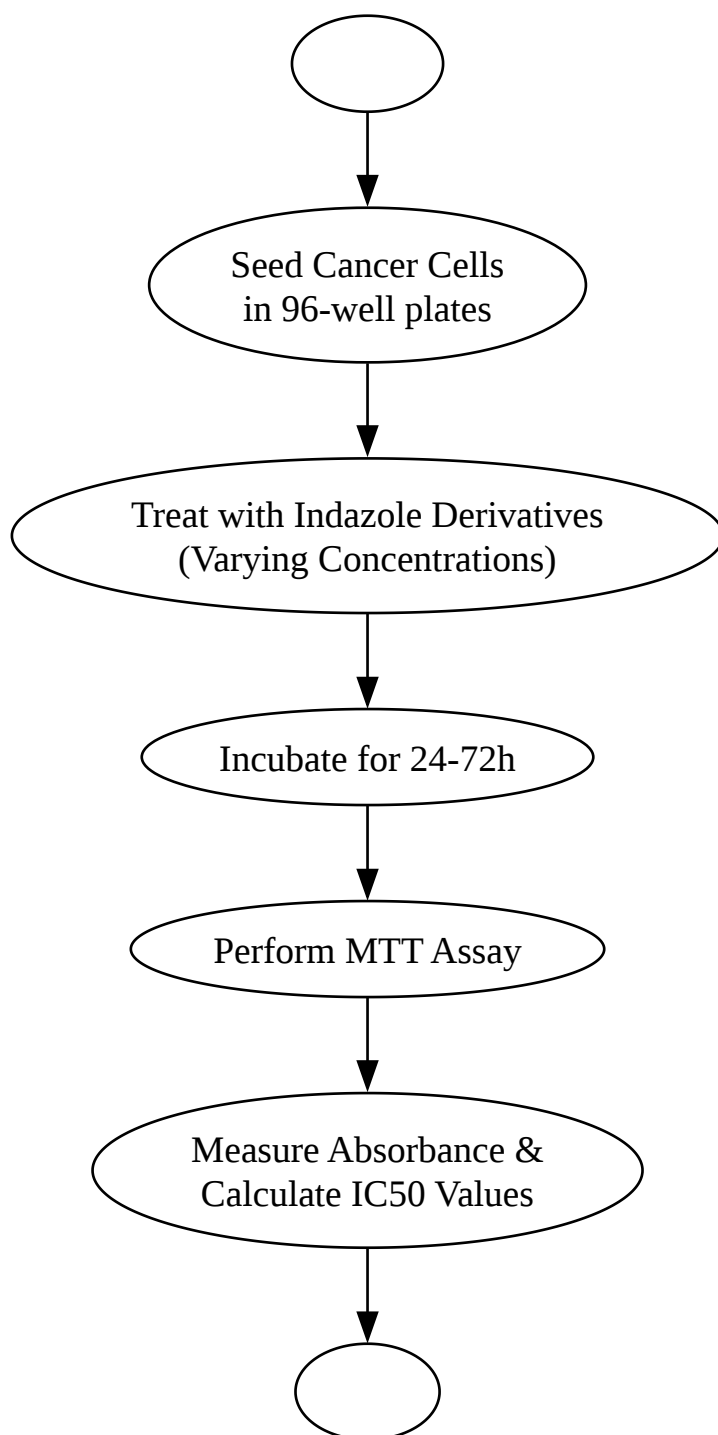 Seed Cancer Cells
in 96-well plates
Treat with Indazole Derivatives
(Varying Concentrations)
Incubate for 24-72h
Perform MTT Assay
Measure Absorbance &
Calculate IC50 Values